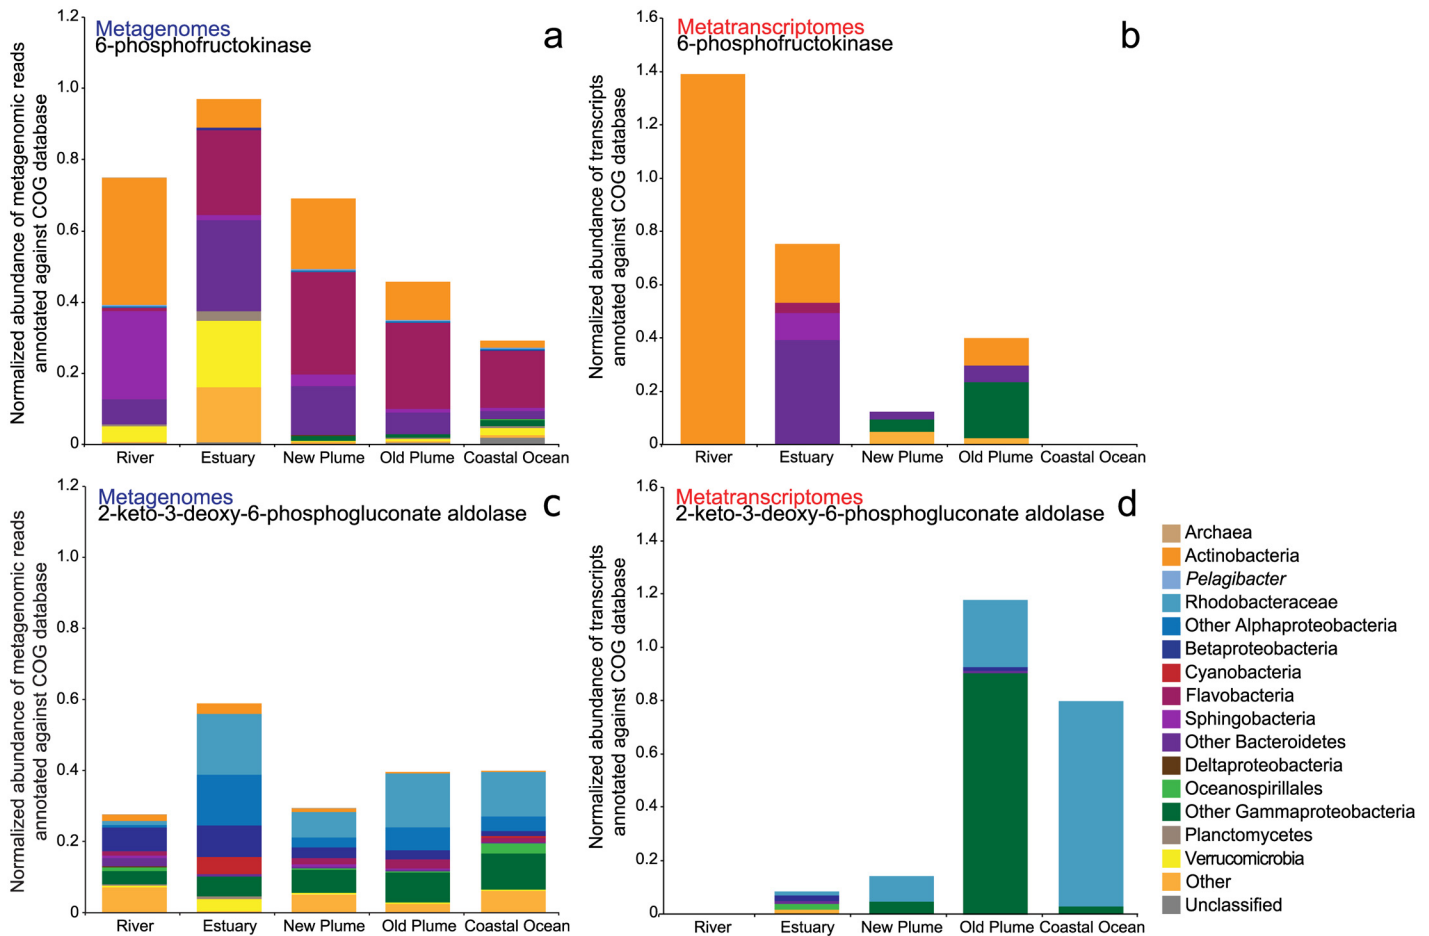 Metagenomes
6-phosphofructokinase
a
Normalized abundance of metagenomic reads
annotated against COG database
1.2
1.0
0.8
0.6
0.4
0.2
0
River
Estuary
New Plume
Old Plume
Coastal Ocean
Metatranscriptomes
6-phosphofructokinase
b
Normalized abundance of transcripts
annotated against COG database
1.6
1.4
1.2
1.0
0.8
0.6
0.4
0.2
0
River
Estuary
New Plume
Old Plume
Coastal Ocean
Metagenomes
2-keto-3-deoxy-6-phosphogluconate aldolase
c
Normalized abundance of metagenomic reads
annotated against COG database
1.2
1.0
0.8
0.6
0.4
0.2
0
River
Estuary
New Plume
Old Plume
Coastal Ocean
Metatranscriptomes
2-keto-3-deoxy-6-phosphogluconate aldolase
d
Normalized abundance of transcripts
annotated against COG database
1.6
1.4
1.2
1.0
0.8
0.6
0.4
0.2
0
River
Estuary
New Plume
Old Plume
Coastal Ocean
Archaea
Actinobacteria
Pelagibacter
Rhodobacteraceae
Other Alphaproteobacteria
Betaproteobacteria
Cyanobacteria
Flavobacteria
Sphingobacteria
Other Bacteroidetes
Deltaproteobacteria
Oceanospirillales
Other Gammaproteobacteria
Planctomycetes
Verrucomicrobia
Other
Unclassified